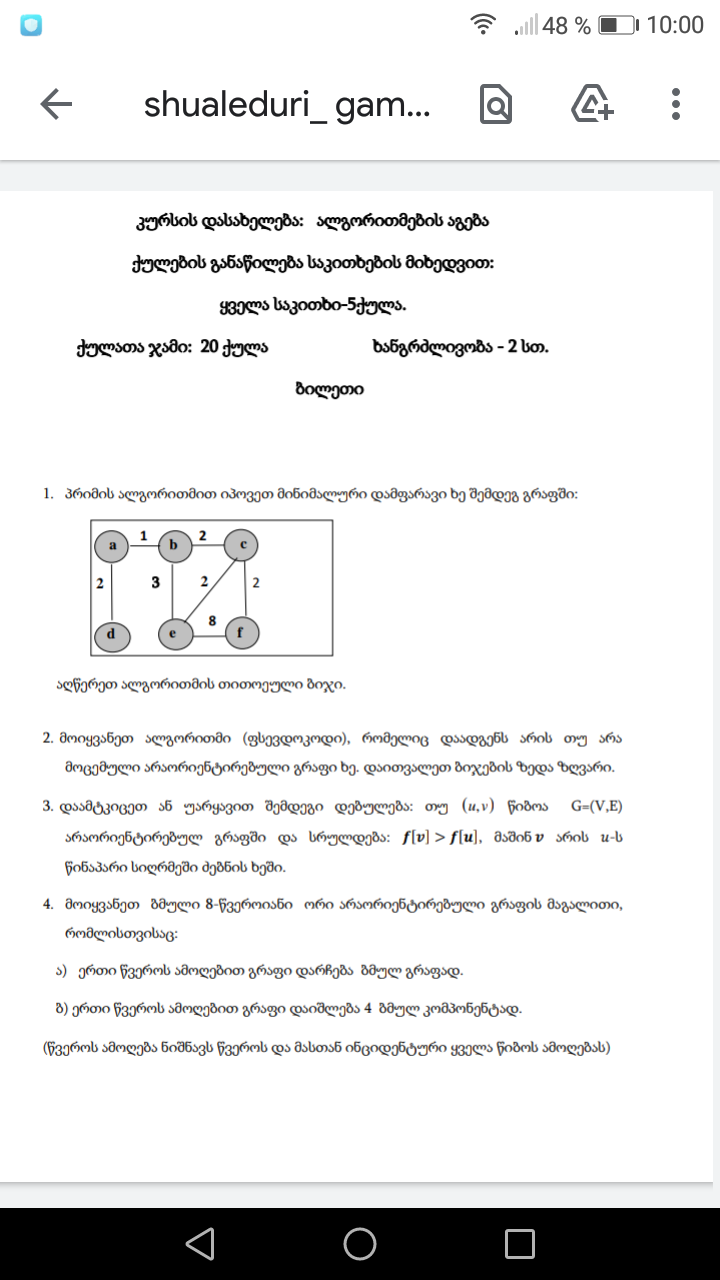 48 % 10:00
shualeduri_ gam...
კურსის დასახელება: ალგორითმების აგება
ქულების განაწილება საკითხების მიხედვით:
ყველა საკითხი-5ქულა.
ქულათა ჯამი: 20 ქულა ხანგრძლივობა - 2 სთ.
ბილეთი
1. პრიმის ალგორითმით იპოვეთ მინიმალური დამფარავი ხე შემდეგ გრაფში:
a 1 b 2 c
2 3 2 2
d e 8 f
აღწერეთ ალგორითმის თითოეული ბიჯი.
2. მოიყვანეთ ალგორითმი (ფსევდოკოდი), რომელიც დაადგენს არის თუ არა
მოცემული არაორიენტირებული გრაფი ხე. დაითვალეთ ბიჯების ზედა ზღვარი.
3. დაამტკიცეთ ან უარყავით შემდეგი დებულება: თუ (u,v) წიბოა G=(V,E)
არაორიენტირებულ გრაფში და სრულდება: f[v] > f[u], მაშინ v არის u-ს
წინაპარი სიღრმეში ძებნის ხეში.
4. მოიყვანეთ ბმული 8-წვეროიანი ორი არაორიენტირებული გრაფის მაგალითი,
რომლისთვისაც:
ა) ერთი წვეროს ამოღებით გრაფი დარჩება ბმულ გრაფად.
ბ) ერთი წვეროს ამოღებით გრაფი დაიშლება 4 ბმულ კომპონენტად.
(წვეროს ამოღება ნიშნავს წვეროს და მასთან ინციდენტური ყველა წიბოს ამოღებას)